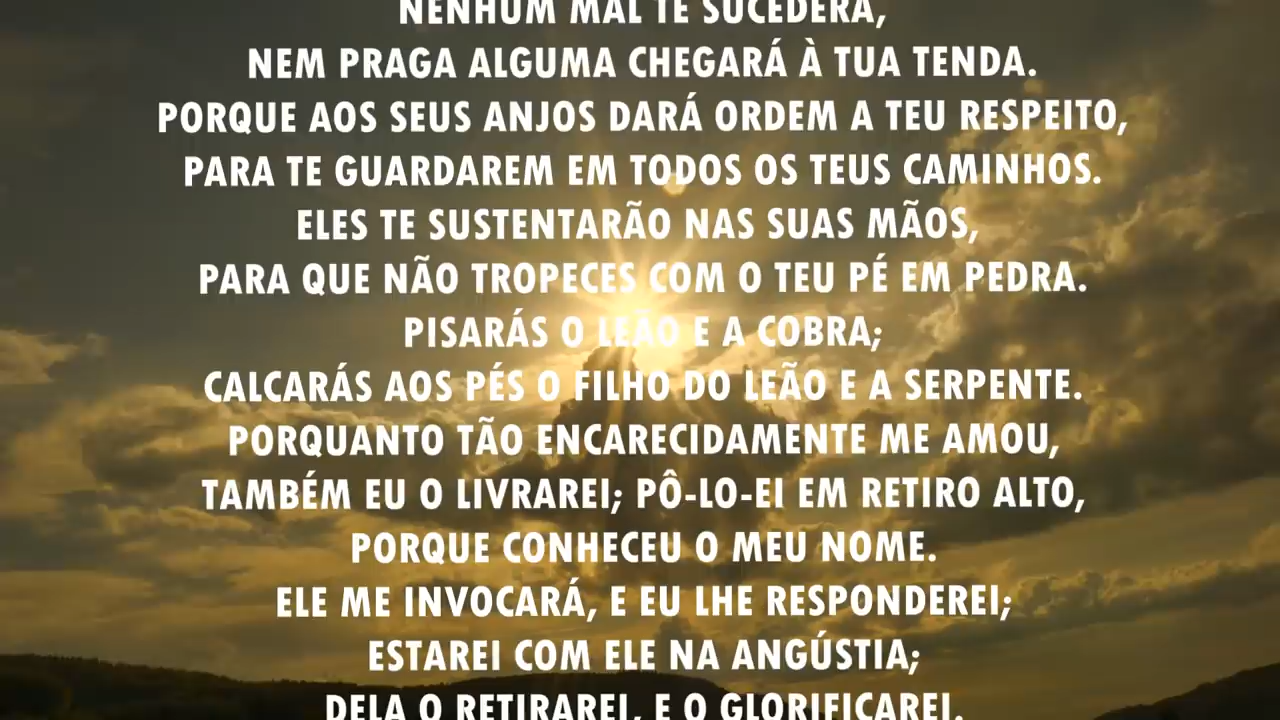 NENHUM MAL TE SUCEDERÁ,
NEM PRAGA ALGUMA CHEGARÁ À TUA TENDA.
PORQUE AOS SEUS ANJOS DARÁ ORDEM A TEU RESPEITO,
PARA TE GUARDAREM EM TODOS OS TEUS CAMINHOS.
ELES TE SUSTENTARÃO NAS SUAS MÃOS,
PARA QUE NÃO TROPECES COM O TEU PÉ EM PEDRA.
PISARÁS O LEÃO E A COBRA;
CALCARÁS AOS PÉS O FILHO DO LEÃO E A SERPENTE.
PORQUANTO TÃO ENCARECIDAMENTE ME AMOU,
TAMBÉM EU O LIVRAREI; PÔ-LO-EI EM RETIRO ALTO,
PORQUE CONHECEU O MEU NOME.
ELE ME INVOCARÁ, E EU LHE RESPONDEREI;
ESTAREI COM ELE NA ANGÚSTIA;
DELA O RETIRAREI, E O GLORIFICAREI.